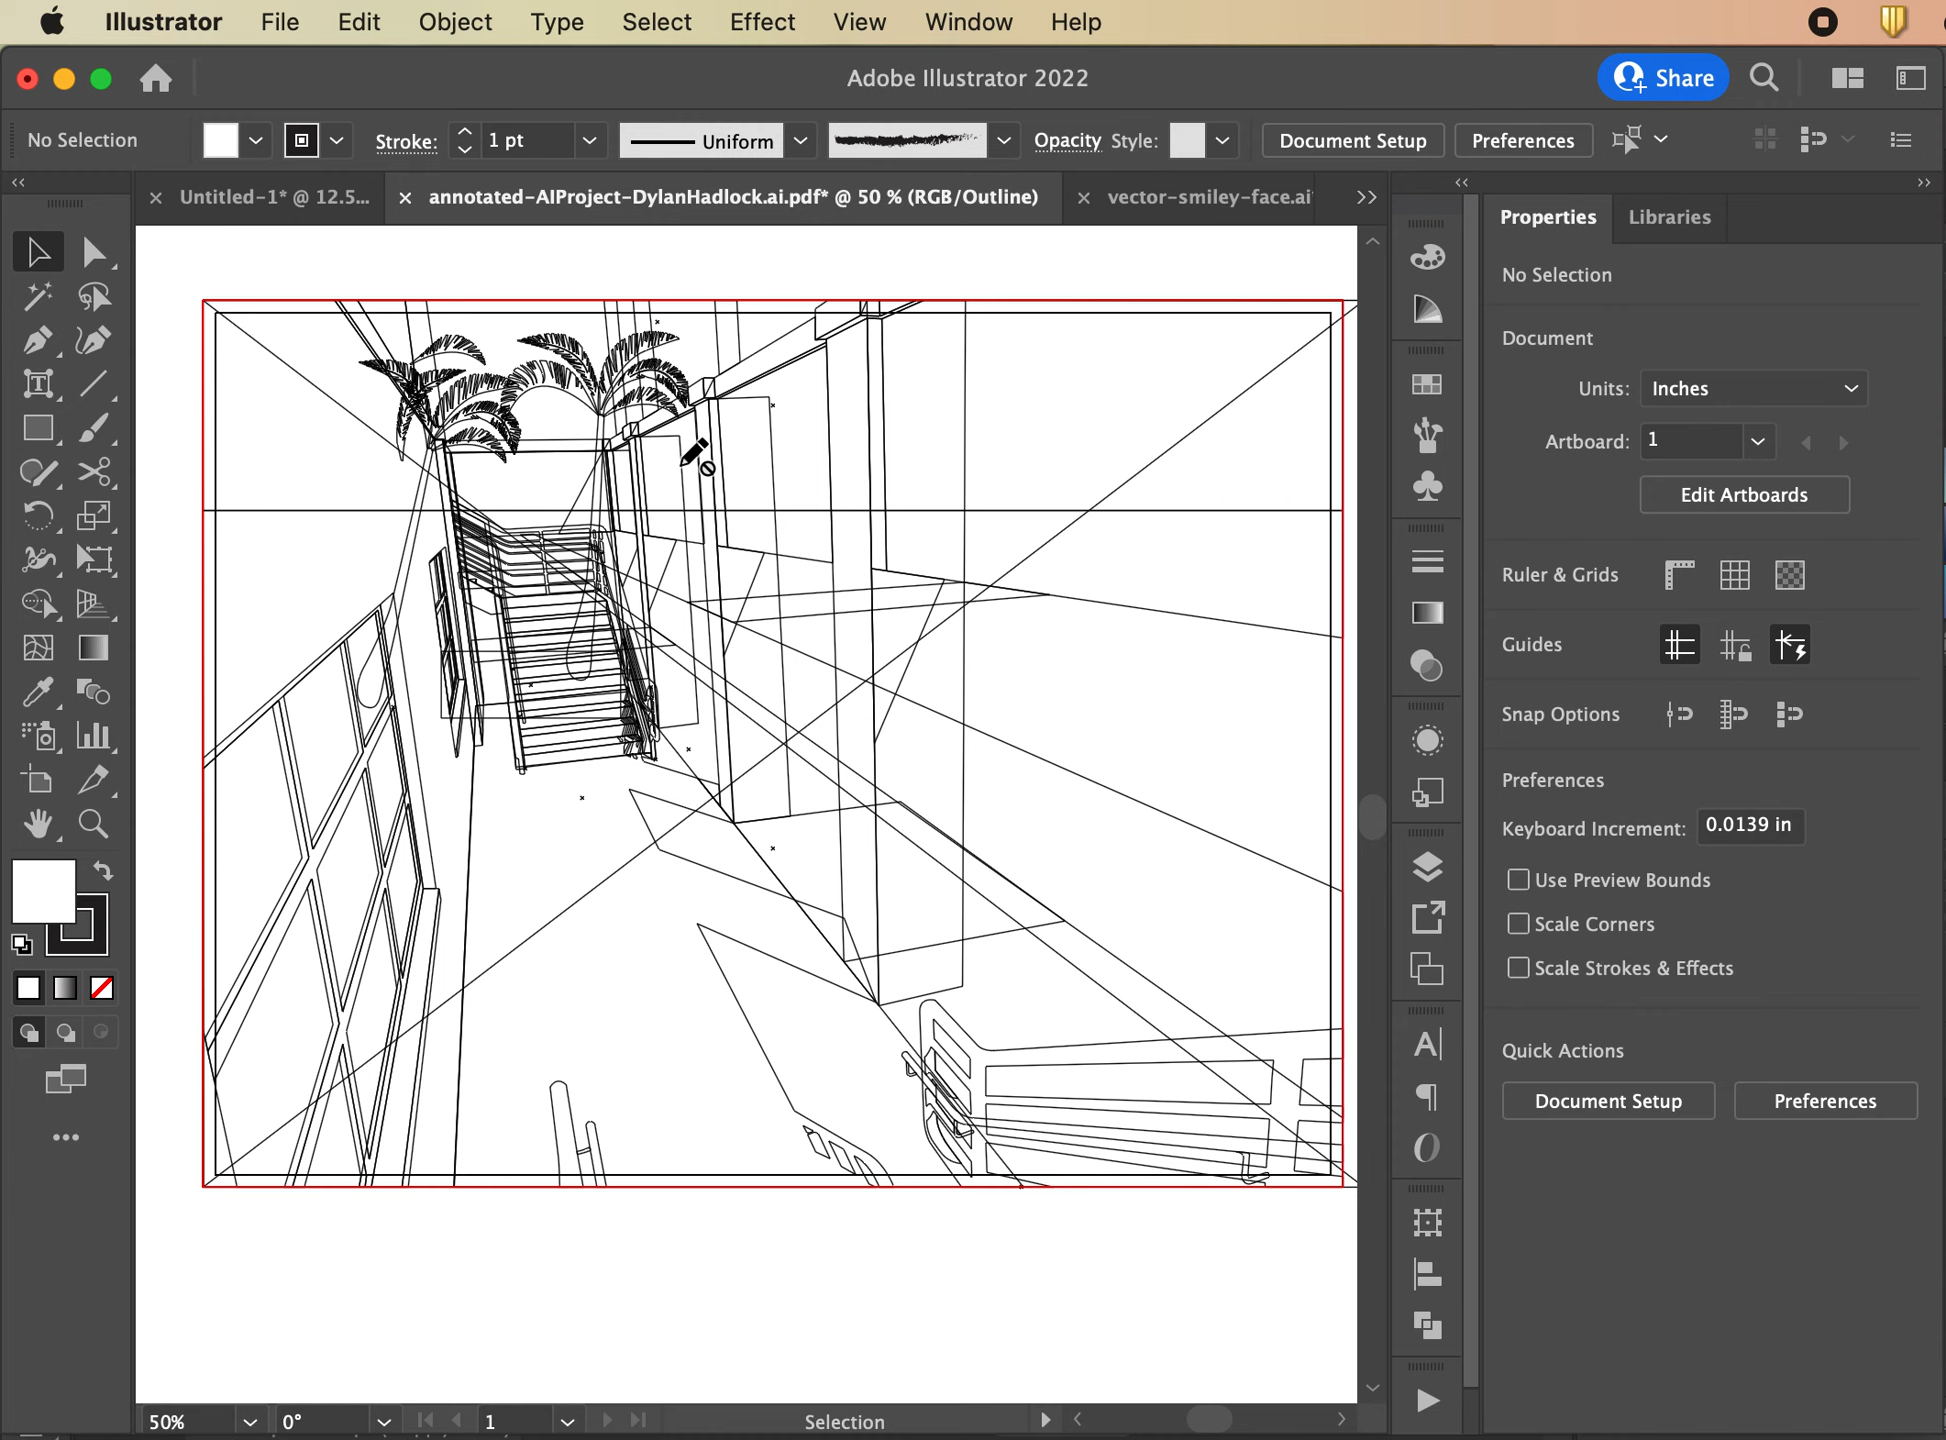 Illustrator File Edit Object Type Select Effect View Window Help
Adobe Illustrator 2022
Share
No Selection
Stroke:
1 pt
Uniform
Opacity
Style:
Document Setup
Preferences
Untitled-1* @ 12.5...
annotated-AIProject-DylanHadlock.ai.pdf* @ 50 % (RGB/Outline)
vector-smiley-face.ai
Properties
Libraries
No Selection
Document
Units: Inches
Artboard: 1
Edit Artboards
Ruler & Grids
Guides
Snap Options
Preferences
Keyboard Increment: 0.0139 in
Use Preview Bounds
Scale Corners
Scale Strokes & Effects
Quick Actions
Document Setup
Preferences
50%
0°
1
Selection